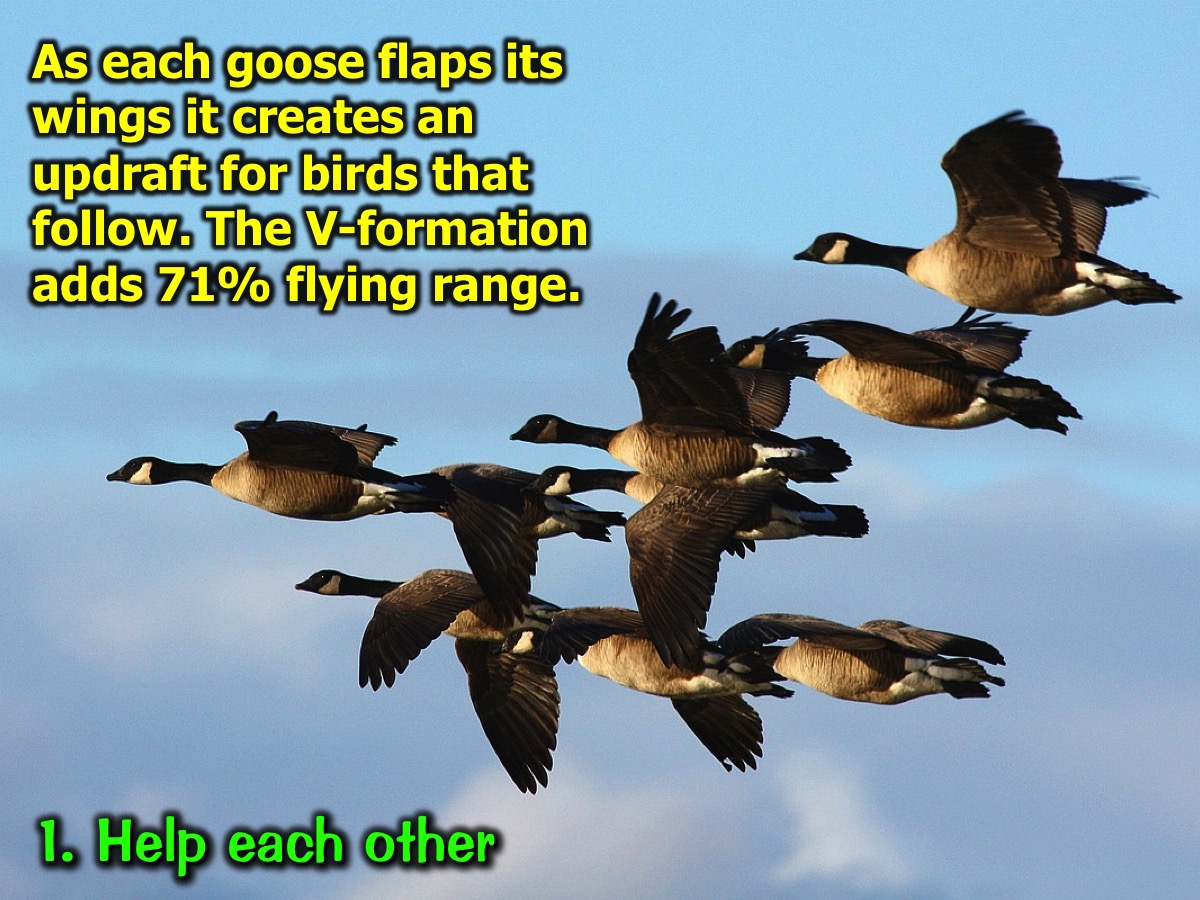 As each goose flaps its
wings it creates an
updraft for birds that
follow. The V-formation
adds 71% flying range.
1. Help each other